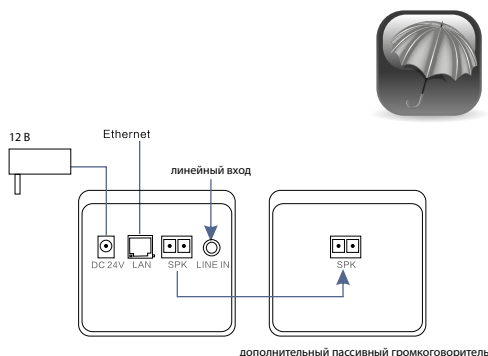 12 В
Ethernet
линейный вход
DC 24V LAN SPK LINE IN
SPK
дополнительный пассивный громкоговоритель